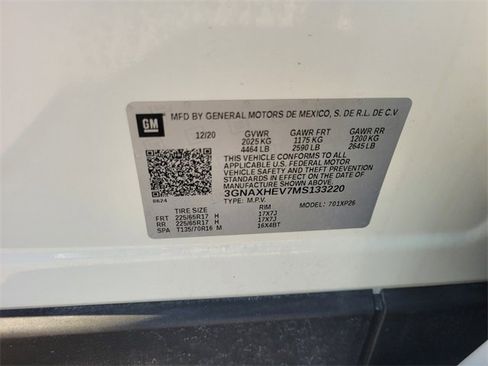 GM
MFD BY GENERAL MOTORS DE MEXICO, S. DE R.L. DE C.V
12/20 GVWR GAWR FRT GAWR RR
2025 KG 1175 KG 1200 KG
4464 LB 2590 LB 2645 LB
THIS VEHICLE CONFORMS TO ALL
APPLICABLE U.S. FEDERAL MOTOR
VEHICLE SAFETY AND THEFT PREVENTION
STANDARDS IN EFFECT ON THE DATE OF
MANUFACTURE SHOWN ABOVE.
3GNAXHEV7MS133220
8624 TYPE: M.P.V. MODEL: 701XP26
TIRE SIZE RIM
FRT 225/65R17 H 17X7J
RR 225/65R17 H 17X7J
SPA T135/70R16 M 16X4BT